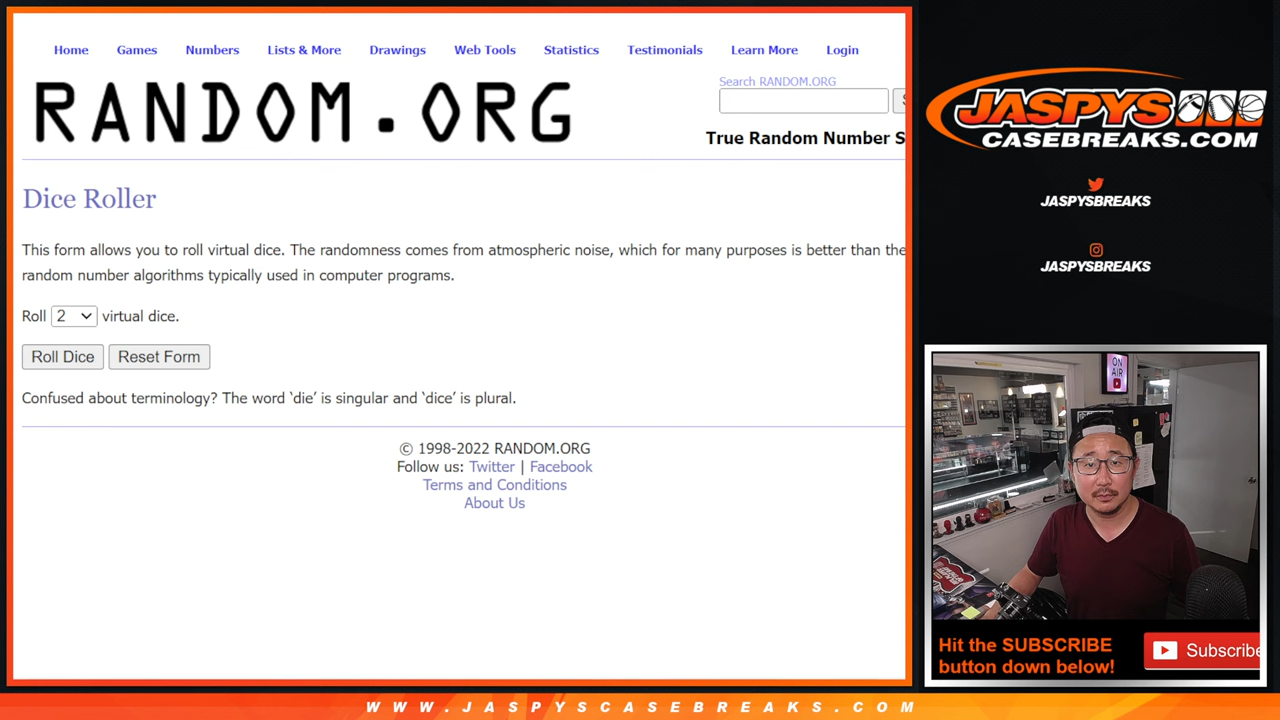 Home Games Numbers Lists & More Drawings Web Tools Statistics Testimonials Learn More Login
RANDOM.ORG
Search RANDOM.ORG
True Random Number S
Dice Roller
This form allows you to roll virtual dice. The randomness comes from atmospheric noise, which for many purposes is better than the
random number algorithms typically used in computer programs.
Roll 2 virtual dice.
Roll Dice Reset Form
Confused about terminology? The word ‘die’ is singular and ‘dice’ is plural.
© 1998-2022 RANDOM.ORG
Follow us: Twitter | Facebook
Terms and Conditions
About Us
JASPYS
CASEBREAKS.COM
JASPYSBREAKS
JASPYSBREAKS
ON
AIR
Hit the SUBSCRIBE
button down below!
Subscribe
WWW.JASPYSCASEBREAKS.COM